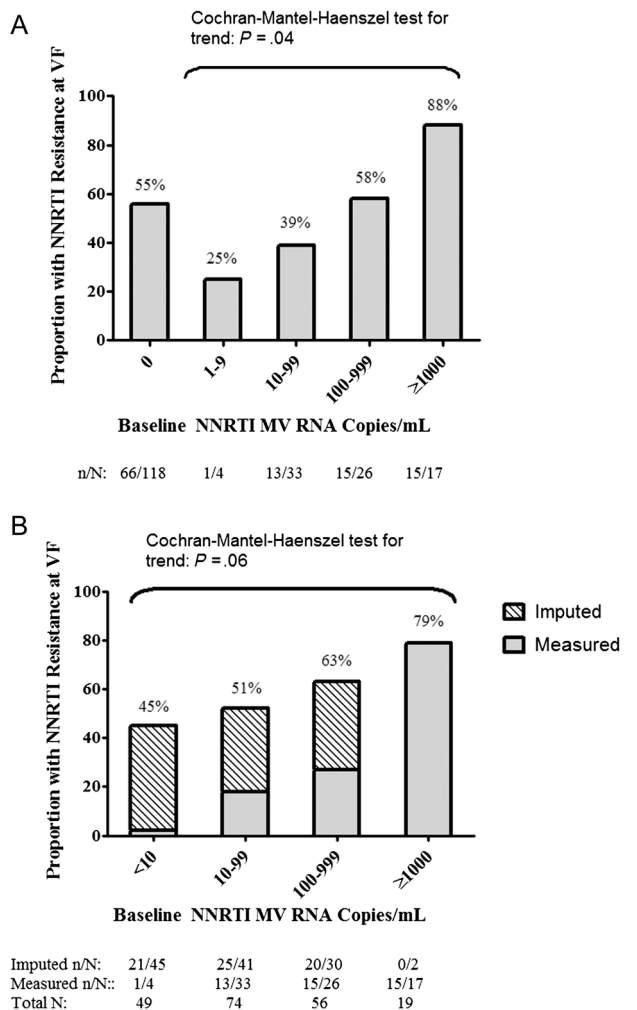 A
Cochran-Mantel-Haenszel test for
trend: P = .04
Proportion with NNRTI Resistance at VF
100
80
60
40
20
0
55%
25%
39%
58%
88%
0
1-9
10-99
100-999
≥1000
Baseline NNRTI MV RNA Copies/mL
n/N: 66/118 1/4 13/33 15/26 15/17
B
Cochran-Mantel-Haenszel test for
trend: P = .06
Proportion with NNRTI Resistance at VF
100
80
60
40
20
0
45%
51%
63%
79%
Imputed
Measured
<10
10-99
100-999
≥1000
Baseline NNRTI MV RNA Copies/mL
Imputed n/N: 21/45 25/41 20/30 0/2
Measured n/N:: 1/4 13/33 15/26 15/17
Total N: 49 74 56 19